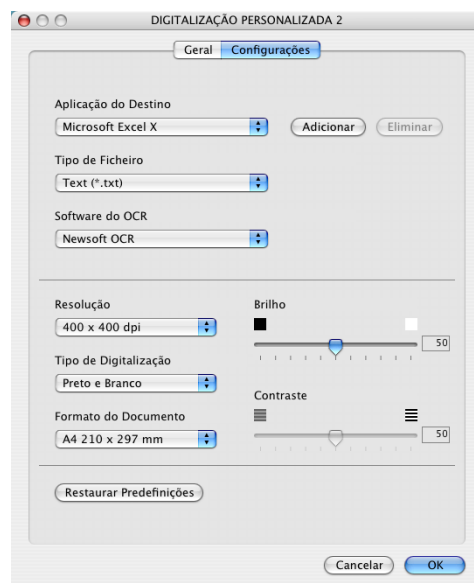 DIGITALIZAÇÃO PERSONALIZADA 2
Geral Configurações
Aplicação do Destino
Microsoft Excel X Adicionar Eliminar
Tipo de Ficheiro
Text (*.txt)
Software do OCR
Newsoft OCR
Resolução Brilho
400 x 400 dpi 50
Tipo de Digitalização
Preto e Branco
Contraste
Formato do Documento
A4 210 x 297 mm 50
Restaurar Predefinições
Cancelar OK